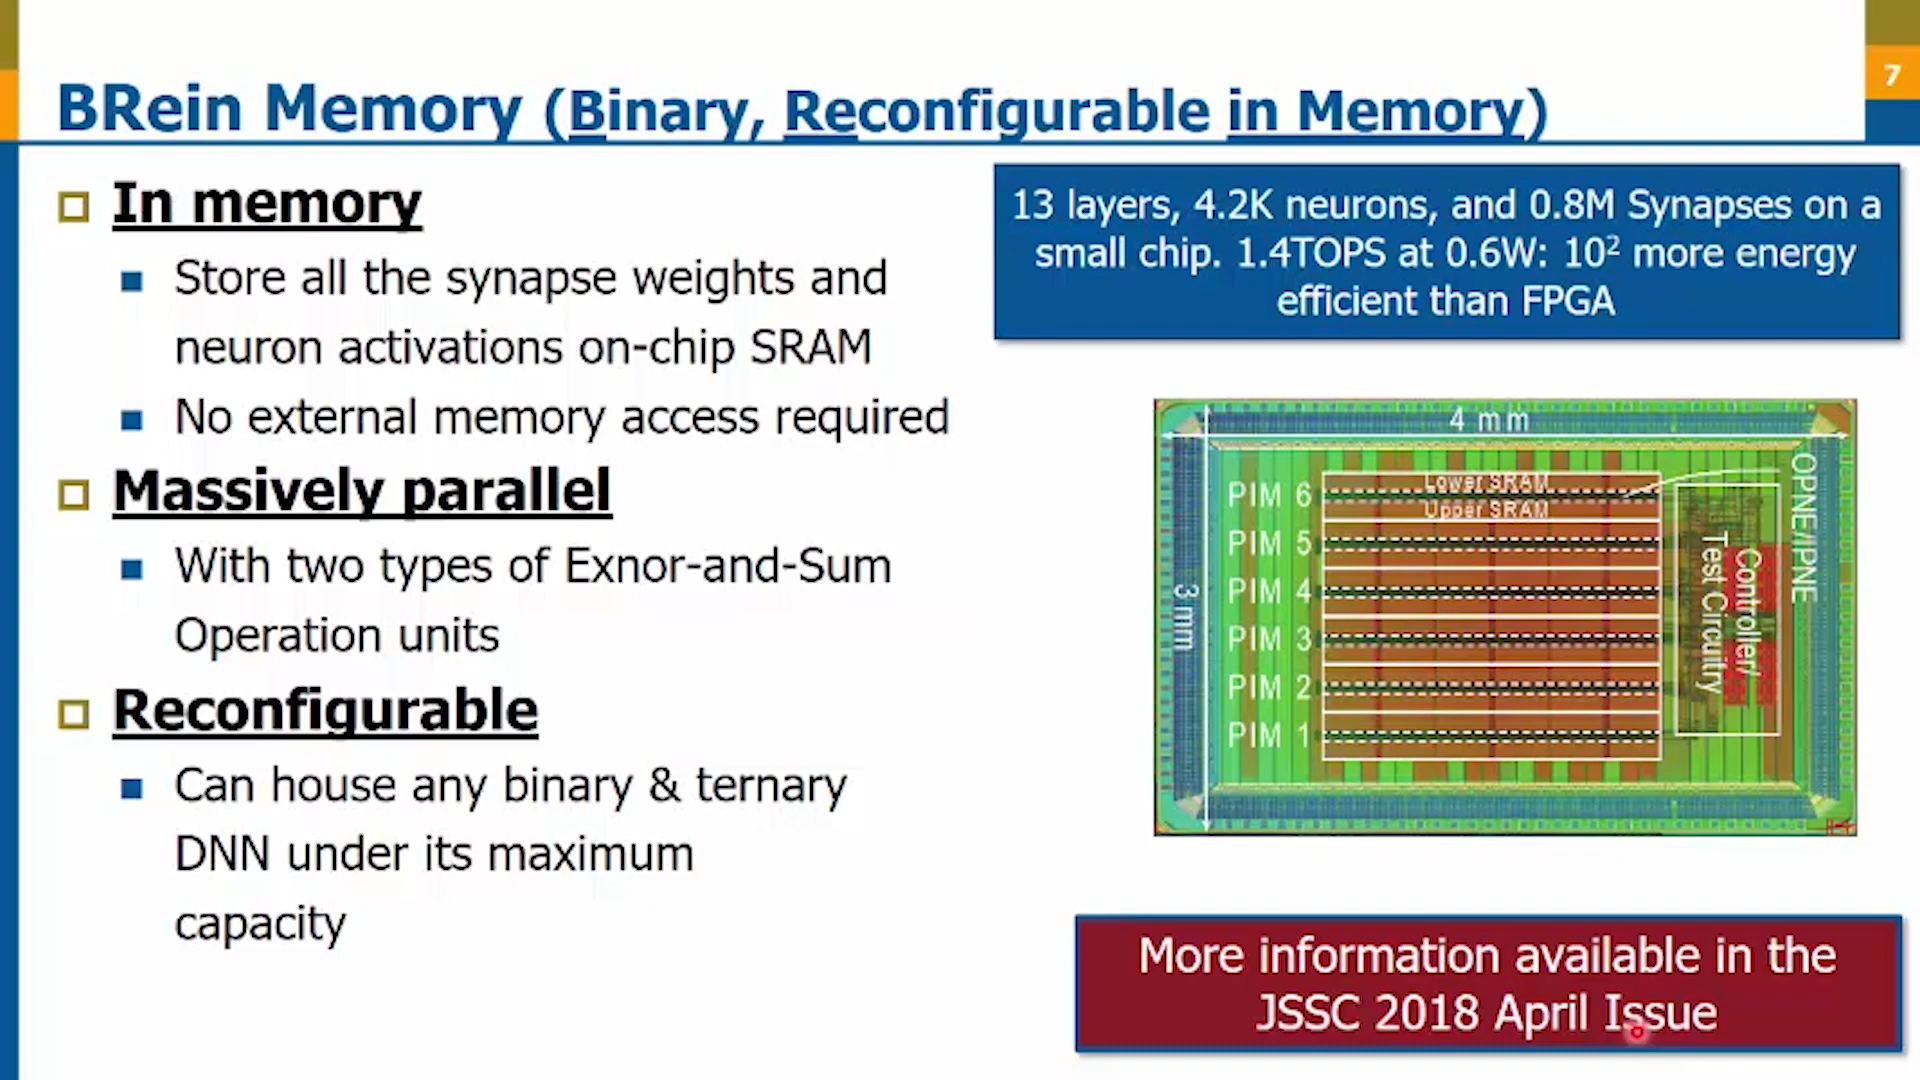 7
BRein Memory (Binary, Reconfigurable in Memory)
In memory
Store all the synapse weights and
neuron activations on-chip SRAM
No external memory access required
Massively parallel
With two types of Exnor-and-Sum
Operation units
Reconfigurable
Can house any binary & ternary
DNN under its maximum
capacity
13 layers, 4.2K neurons, and 0.8M Synapses on a
small chip. 1.4TOPS at 0.6W: 10² more energy
efficient than FPGA
4 mm
3 mm
PIM 6
Lower SRAM
Upper SRAM
PIM 5
PIM 4
PIM 3
PIM 2
PIM 1
OPNE/IPNE
Controller/
Test Circuitry
More information available in the
JSSC 2018 April Issue